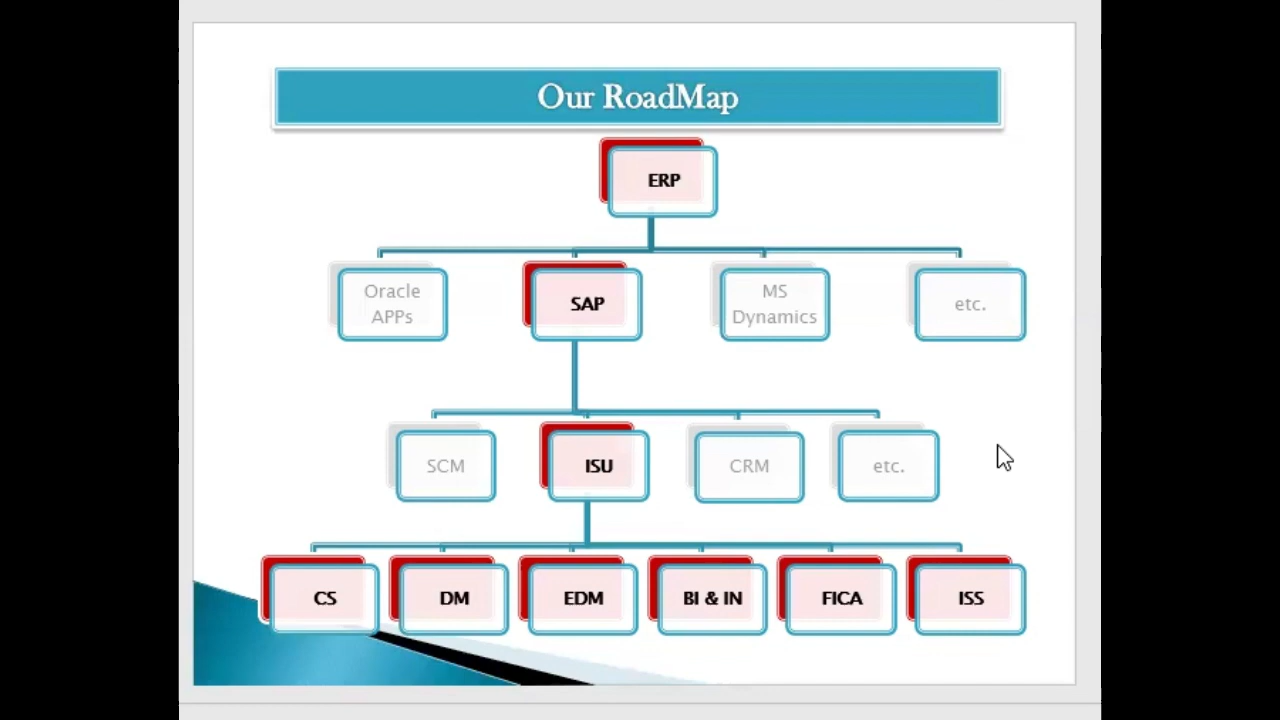 Our RoadMap
ERP
Oracle
APPs
SAP
MS
Dynamics
etc.
SCM
ISU
CRM
etc.
CS
DM
EDM
BI & IN
FICA
ISS